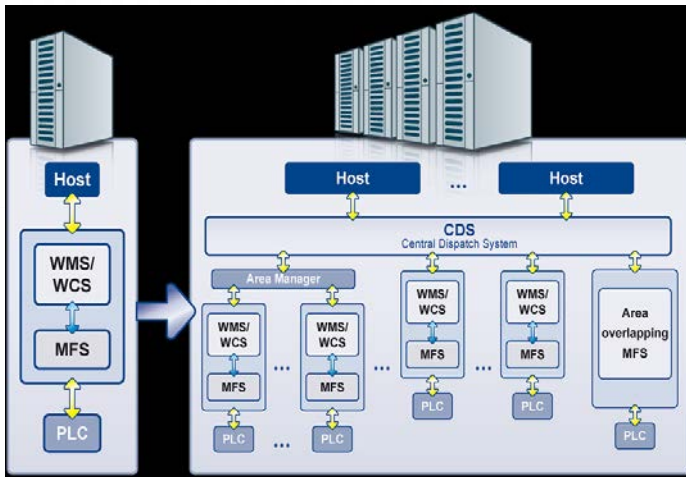 Host
WMS/
WCS
MFS
PLC
Host
...
Host
CDS
Central Dispatch System
Area Manager
WMS/
WCS
MFS
PLC
...
...
WMS/
WCS
MFS
PLC
...
WMS/
WCS
MFS
PLC
...
WMS/
WCS
MFS
PLC
Area
overlapping
MFS
PLC